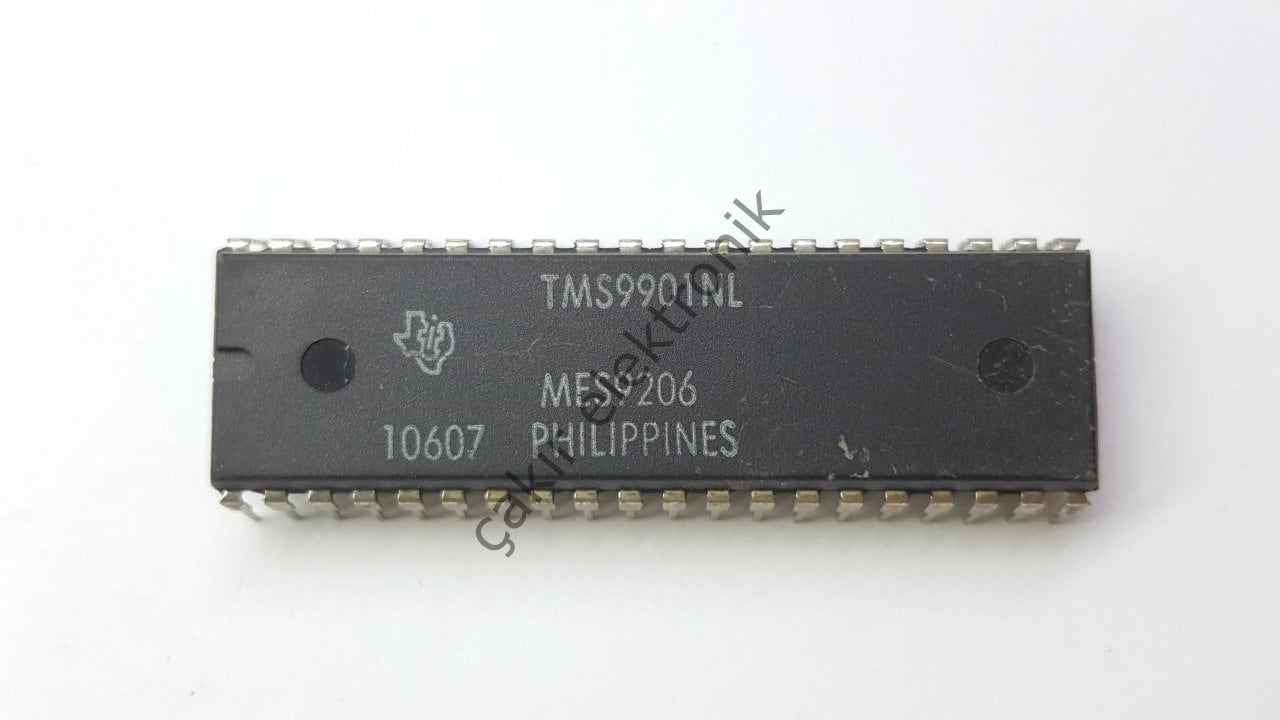 TMS9901NL
MES9206
10607 PHILIPPINES
çakır elektronik